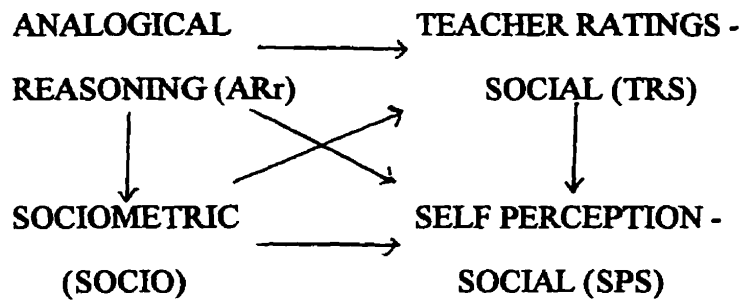 ANALOGICAL
REASONING (ARr)
TEACHER RATINGS -
SOCIAL (TRS)
SOCIOMETRIC
(SOCIO)
SELF PERCEPTION -
SOCIAL (SPS)